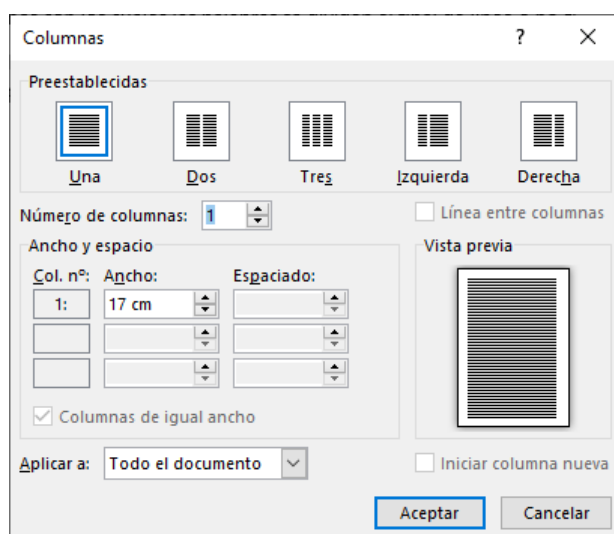 Columnas ?
Preestablecidas
Una Dos Tres Izquierda Derecha
Número de columnas: 1 Línea entre columnas
Ancho y espacio Vista previa
Col. nº: Ancho: Espaciado:
1: 17 cm
Columnas de igual ancho
Aplicar a: Todo el documento Iniciar columna nueva
Aceptar Cancelar